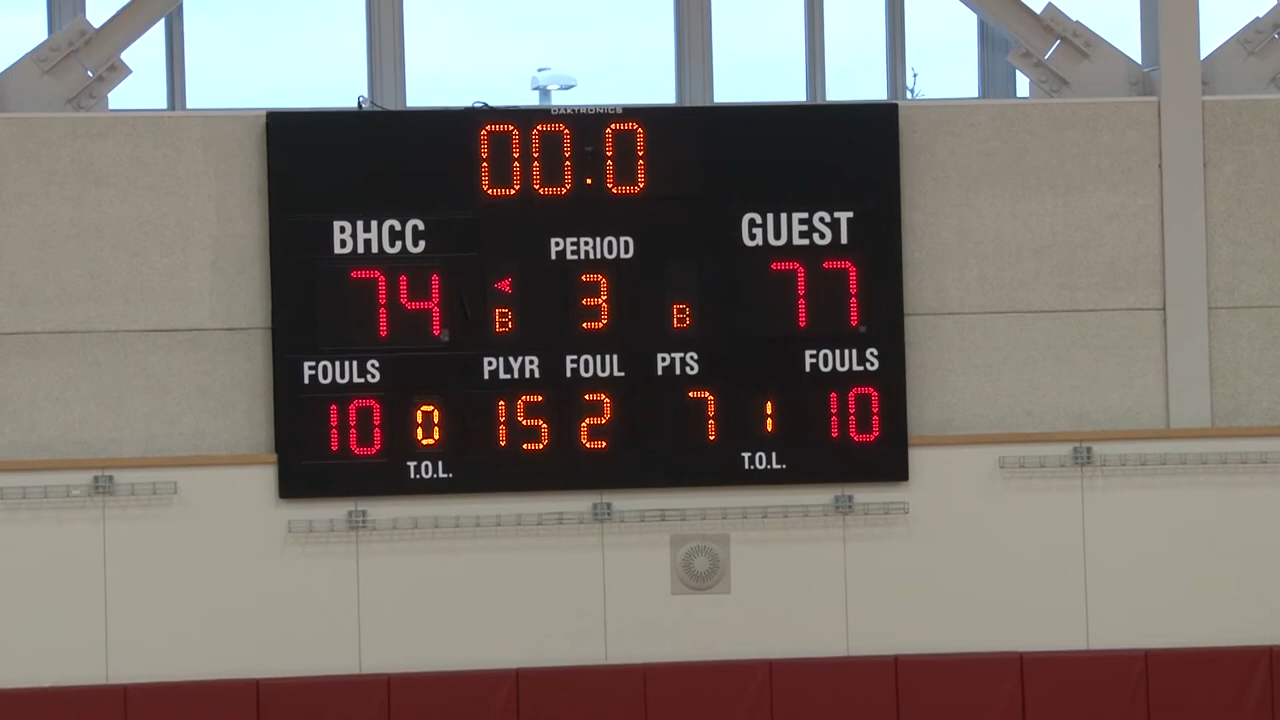 DAKTRONICS
00:0
BHCC PERIOD GUEST
74 B 3 B 77
FOULS PLYR FOUL PTS FOULS
10 0 15 2 7 1 10
T.O.L. T.O.L.